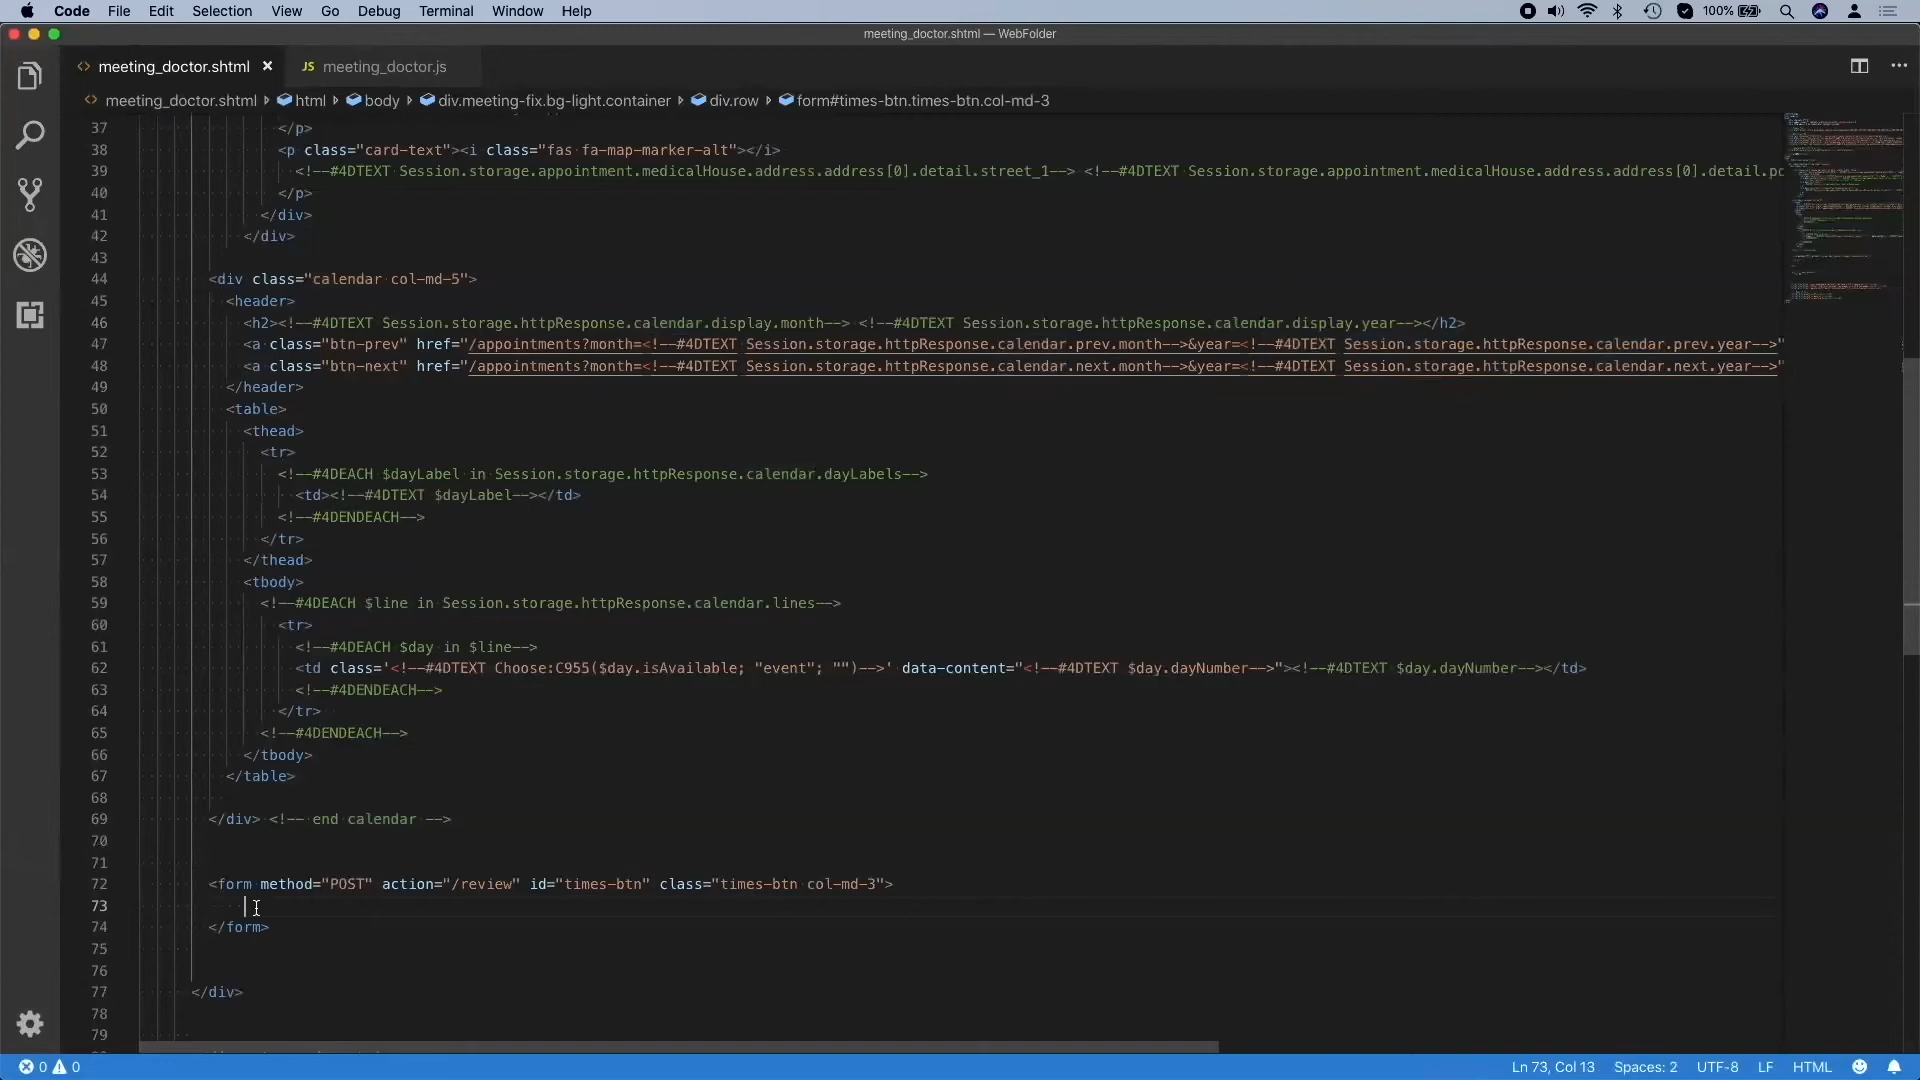 Code File Edit Selection View Go Debug Terminal Window Help 100%
meeting_doctor.shtml — WebFolder
meeting_doctor.shtml JS meeting_doctor.js
meeting_doctor.shtml html body div.meeting-fix.bg-light.container div.row form#times-btn.times-btn.col-md-3
37 </p>
38 <p class="card-text"><i class="fas fa-map-marker-alt"></i>
39 <!--#4DTEXT Session.storage.appointment.medicalHouse.address.address[0].detail.street_1--> <!--#4DTEXT Session.storage.appointment.medicalHouse.address.address[0].detail.po
40 </p>
41 </div>
42 </div>
43
44 <div class="calendar col-md-5">
45 <header>
46 <h2><!--#4DTEXT Session.storage.httpResponse.calendar.display.month--> <!--#4DTEXT Session.storage.httpResponse.calendar.display.year--></h2>
47 <a class="btn-prev" href="/appointments?month=<!--#4DTEXT Session.storage.httpResponse.calendar.prev.month-->&year=<!--#4DTEXT Session.storage.httpResponse.calendar.prev.year-->"
48 <a class="btn-next" href="/appointments?month=<!--#4DTEXT Session.storage.httpResponse.calendar.next.month-->&year=<!--#4DTEXT Session.storage.httpResponse.calendar.next.year-->"
49 </header>
50 <table>
51 <thead>
52 <tr>
53 <!--#4DEACH $dayLabel in Session.storage.httpResponse.calendar.dayLabels-->
54 <td><!--#4DTEXT $dayLabel--></td>
55 <!--#4DENDEACH-->
56 </tr>
57 </thead>
58 <tbody>
59 <!--#4DEACH $line in Session.storage.httpResponse.calendar.lines-->
60 <tr>
61 <!--#4DEACH $day in $line-->
62 <td class='<!--#4DTEXT Choose:C955($day.isAvailable; "event"; "")-->' data-content="<!--#4DTEXT $day.dayNumber-->"><!--#4DTEXT $day.dayNumber--></td>
63 <!--#4DENDEACH-->
64 </tr>
65 <!--#4DENDEACH-->
66 </tbody>
67 </table>
68
69 </div> <!-- end calendar -->
70
71
72 <form method="POST" action="/review" id="times-btn" class="times-btn col-md-3">
73
74 </form>
75
76
77 </div>
78
79
0 0 Ln 73, Col 13 Spaces: 2 UTF-8 LF HTML